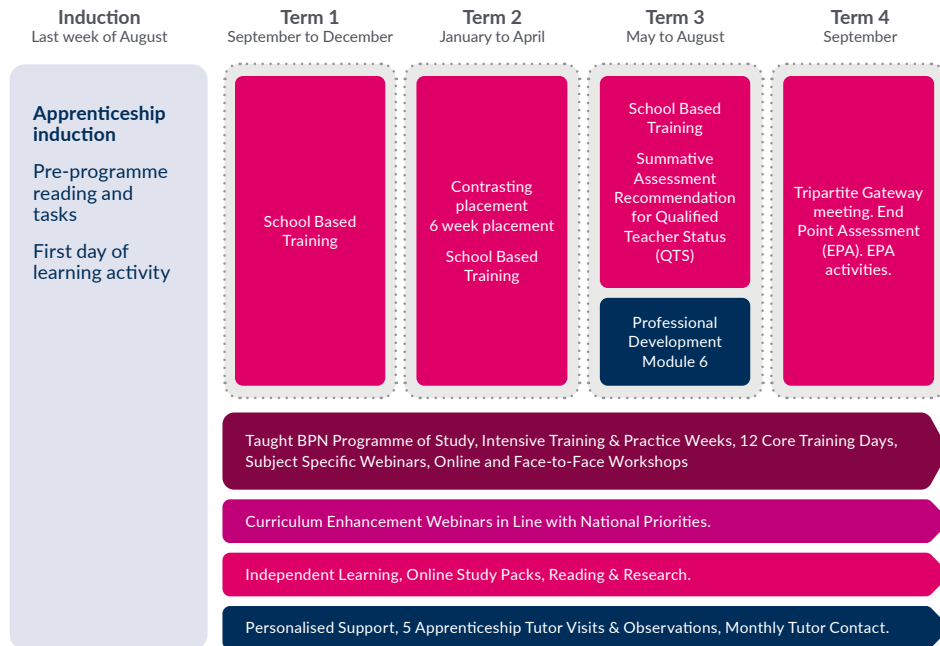 Induction
Last week of August
Term 1
September to December
Term 2
January to April
Term 3
May to August
Term 4
September
Apprenticeship
induction
Pre-programme
reading and
tasks
First day of
learning activity
School Based
Training
Contrasting
placement
6 week placement
School Based
Training
School Based
Training
Summative
Assessment
Recommendation
for Qualified
Teacher Status
(QTS)
Professional
Development
Module 6
Tripartite Gateway
meeting. End
Point Assessment
(EPA). EPA
activities.
Taught BPN Programme of Study, Intensive Training & Practice Weeks, 12 Core Training Days,
Subject Specific Webinars, Online and Face-to-Face Workshops
Curriculum Enhancement Webinars in Line with National Priorities.
Independent Learning, Online Study Packs, Reading & Research.
Personalised Support, 5 Apprenticeship Tutor Visits & Observations, Monthly Tutor Contact.